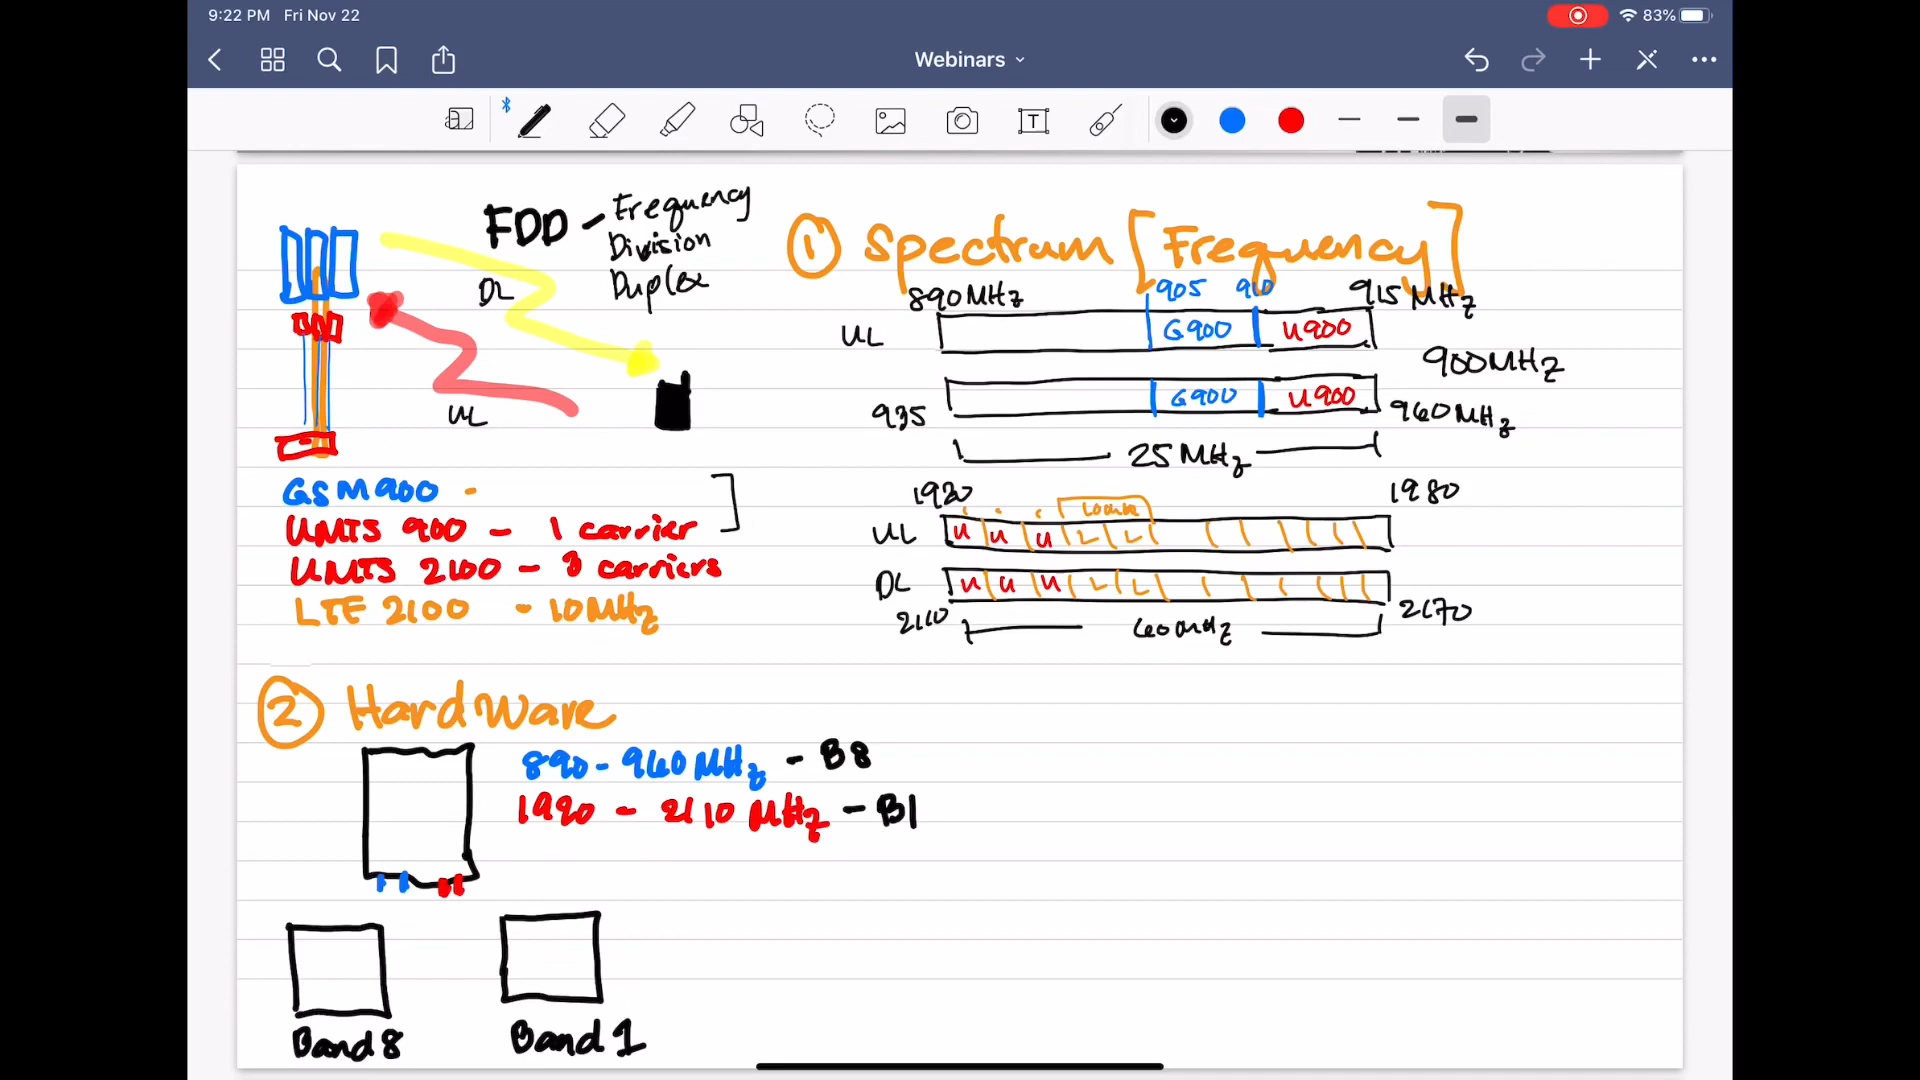 9:22 PM Fri Nov 22
83%
Webinars
T
FDD - Frequency
Division
Duplex
DL
UL
GSM900 -
UMTS 900 - 1 carrier
UMTS 2100 - 3 carriers
LTE 2100 - 10MHz
① Spectrum [Frequency]
890MHz 905 910 915 MHz
UL G900 U900
900MHz
G900 U900
935 960MHz
25 MHz
1920 1980
10MHz
UL U U U L L
DL U U U L L
2110 2170
60MHz
② HardWare
890-960MHz - B8
1920 - 2110 MHz - B1
Band 8 Band 1